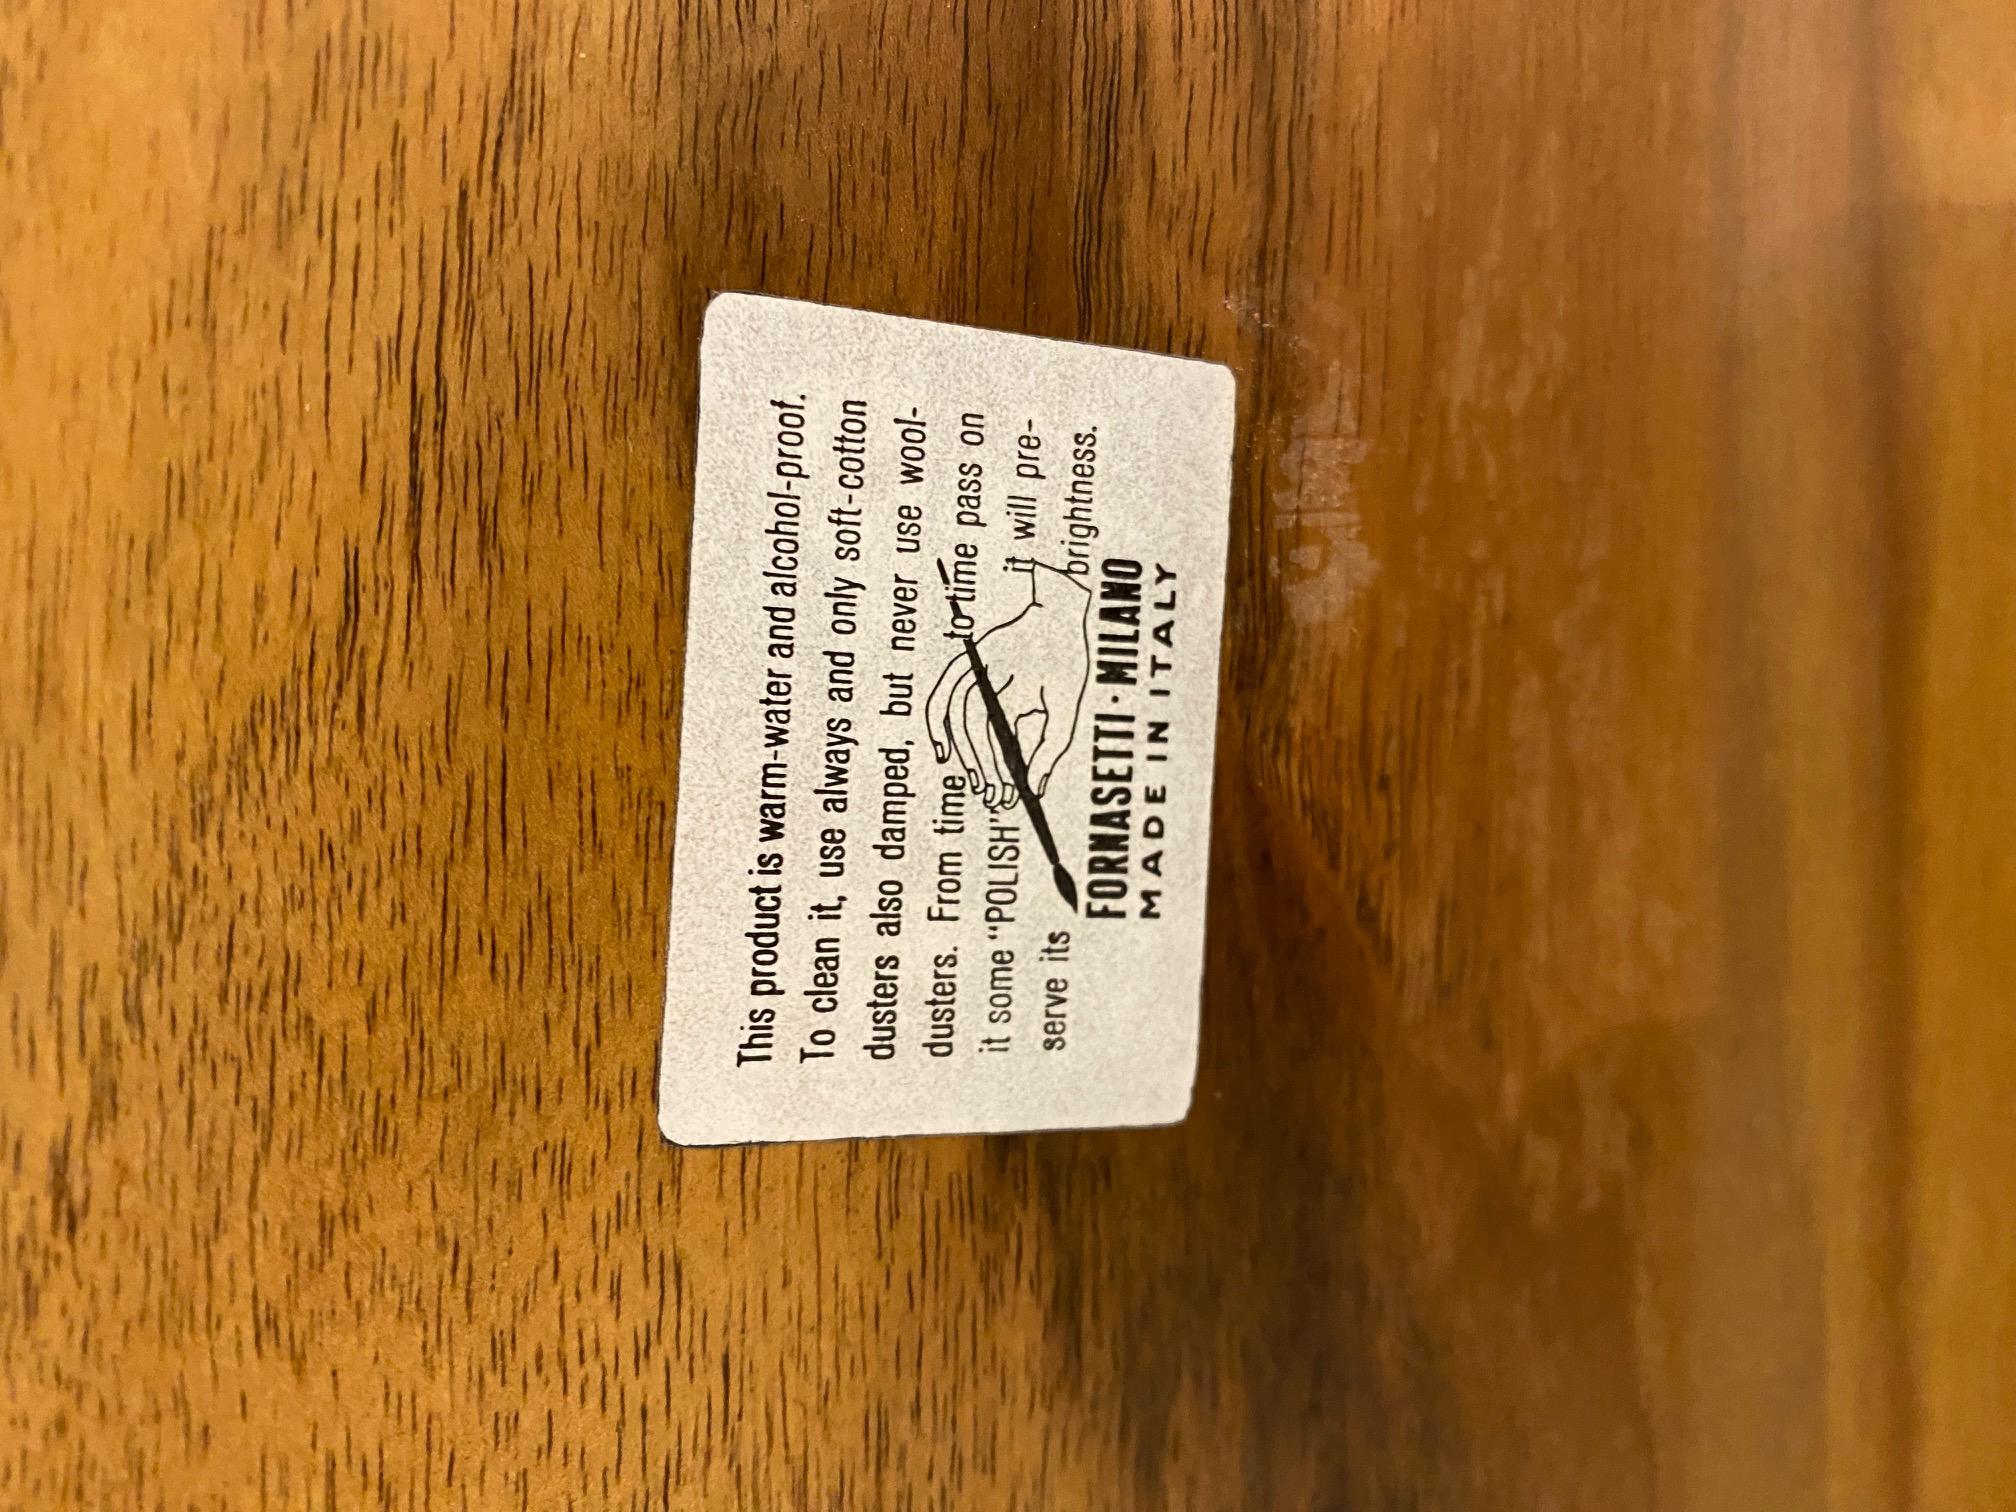 This product is warm-water and alcohol-proof.
To clean it, use always and only soft-cotton
dusters also damped, but never use wool-
dusters. From time to time pass on
it some "POLISH" it will pre-
serve its brightness.
FORNASETTI · MILANO
MADE IN ITALY